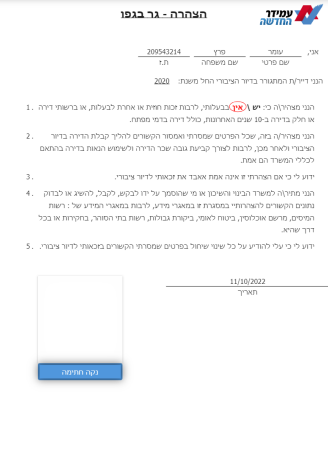 עמידר
החדשה
הצהרה - גר בגפו
אני, עומר פרץ 209543214
שם פרטי שם משפחה ת.ז
הנני דייר/ת המתגורר בדיור הציבורי החל משנת: 2020
1. הנני מצהיר/ה כי: יש \ אין בבעלותי, לרבות זכות חוזית או אחרת לבעלות, או ברשותי דירה
או חלק בדירה ב-10 שנים האחרונות, כולל דירה בדמי מפתח.
2. הנני מצהיר/ה בזה, שכל הפרטים שמסרתי ואמסור הקשורים להליך קבלת הדירה בדיור
הציבורי ולאחר מכן, לרבות לצורך קביעת גובה שכר הדירה ולשימוש הנאות בדירה בהתאם
לכללי המשרד הם אמת.
3. ידוע לי כי אם הצהרתי זו אינה אמת אאבד את זכאותי לדיור ציבורי.
4. הנני מתיר/ה למשרד הבינוי והשיכון או מי שהוסמך על ידו לבקש, לקבל, להשיג או לבדוק
נתונים הקשורים להצהרותיי במסגרת זו במאגרי מידע, לרבות במאגרי המידע של: רשות
המיסים, מרשם אוכלוסין, ביטוח לאומי, ביקורת גבולות, רשות בתי הסוהר, בחקירות או בכל
דרך שהיא.
5. ידוע לי כי עלי להודיע על כל שינוי שיחול בפרטים שמסרתי הקשורים בזכאותי לדיור ציבורי.
11/10/2022
תאריך
נקה חתימה